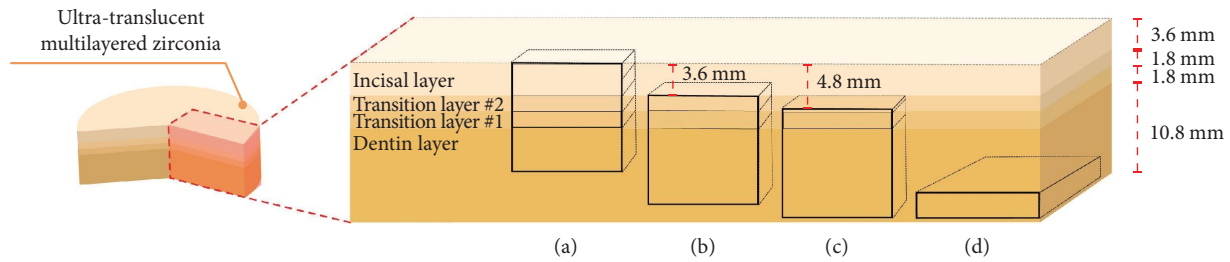 Ultra-translucent
multilayered zirconia
Incisal layer
Transition layer #2
Transition layer #1
Dentin layer
3.6 mm
4.8 mm
3.6 mm
1.8 mm
1.8 mm
10.8 mm
(a)
(b)
(c)
(d)